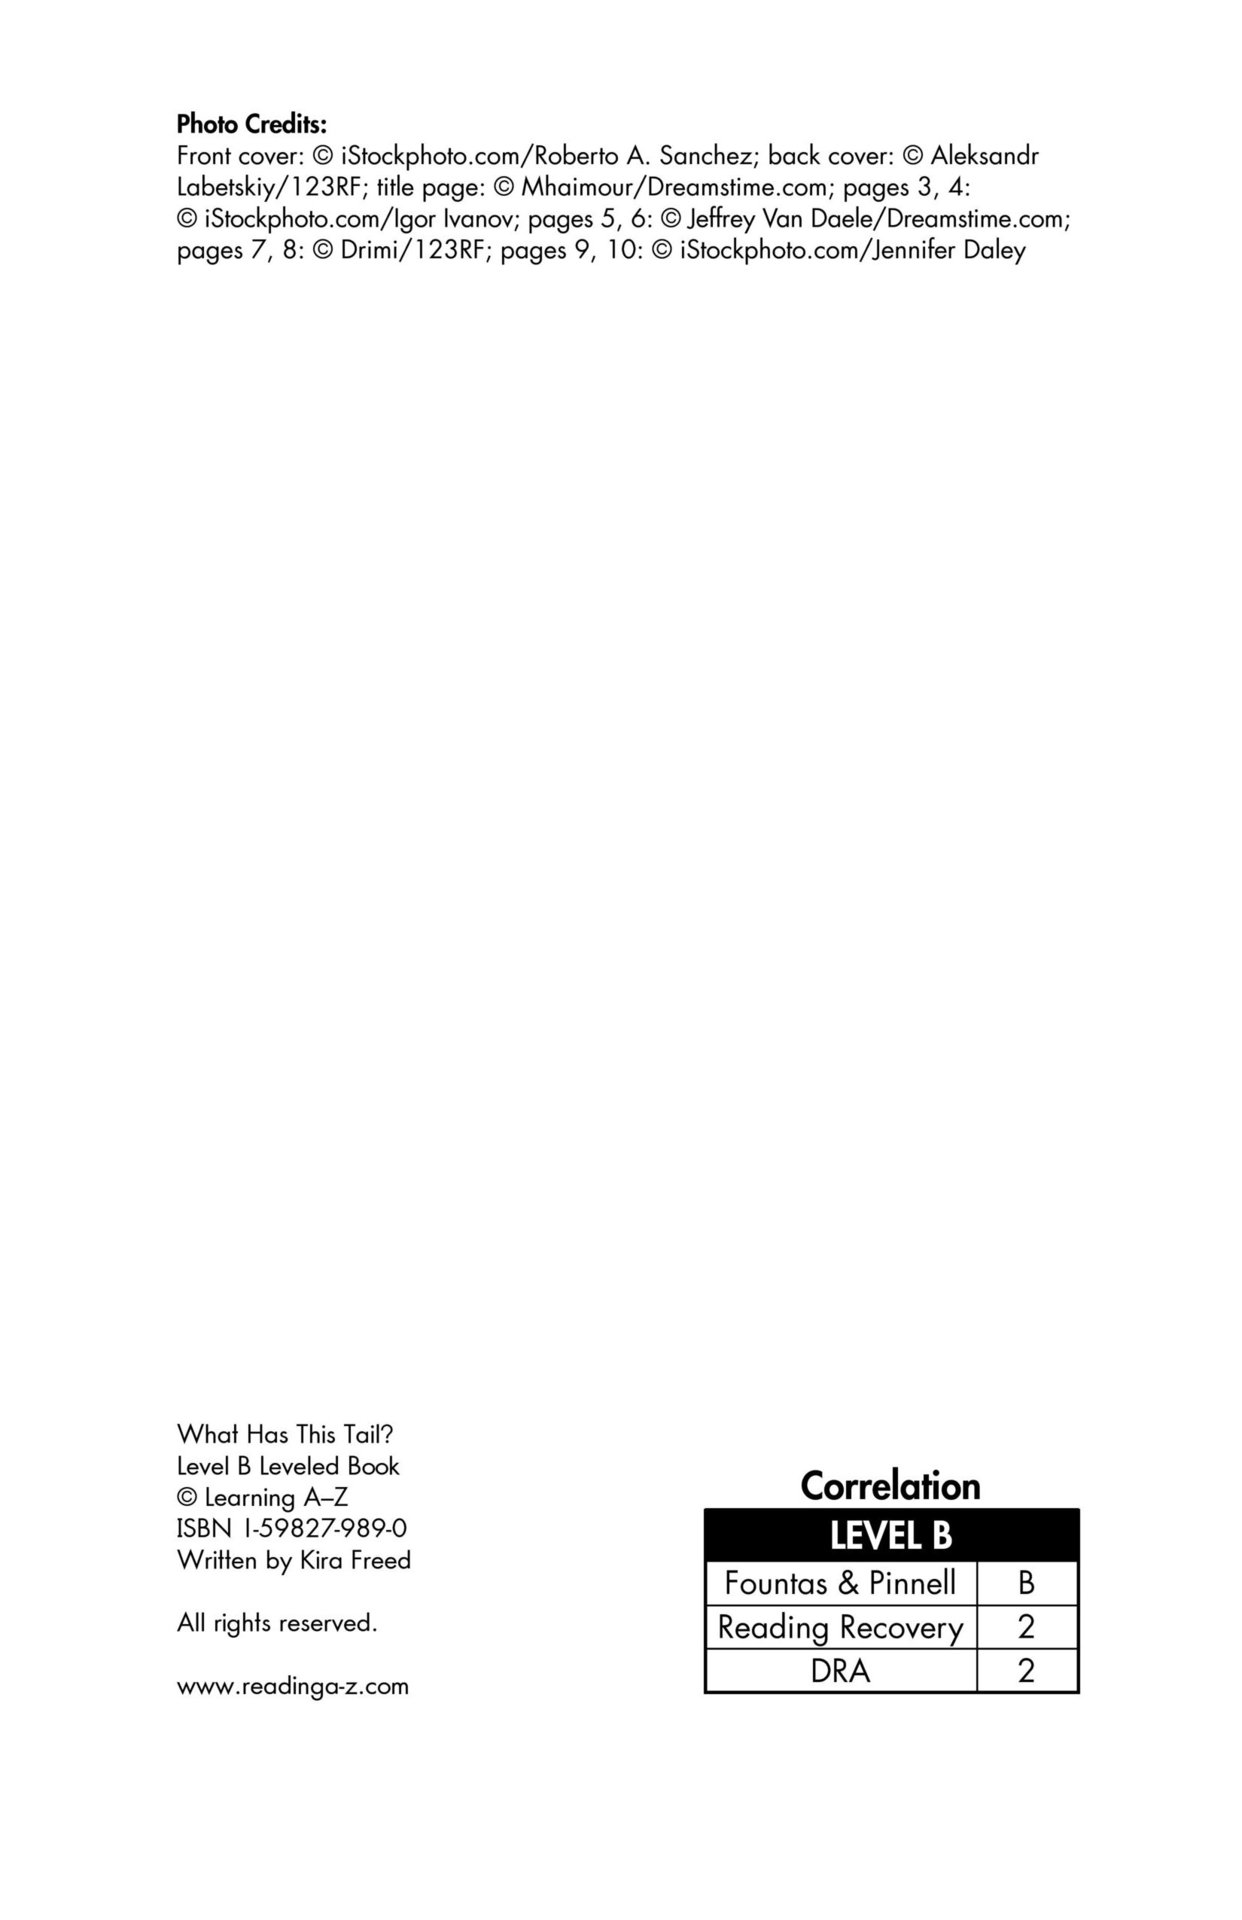 Photo Credits:
Front cover: © iStockphoto.com/Roberto A. Sanchez; back cover: © Aleksandr
Labetskiy/123RF; title page: © Mhaimour/Dreamstime.com; pages 3, 4:
© iStockphoto.com/Igor Ivanov; pages 5, 6: © Jeffrey Van Daele/Dreamstime.com;
pages 7, 8: © Drimi/123RF; pages 9, 10: © iStockphoto.com/Jennifer Daley
What Has This Tail?
Level B Leveled Book
© Learning A–Z
ISBN 1-59827-989-0
Written by Kira Freed
All rights reserved.
www.readinga-z.com
Correlation
LEVEL B
Fountas & Pinnell B
Reading Recovery 2
DRA 2